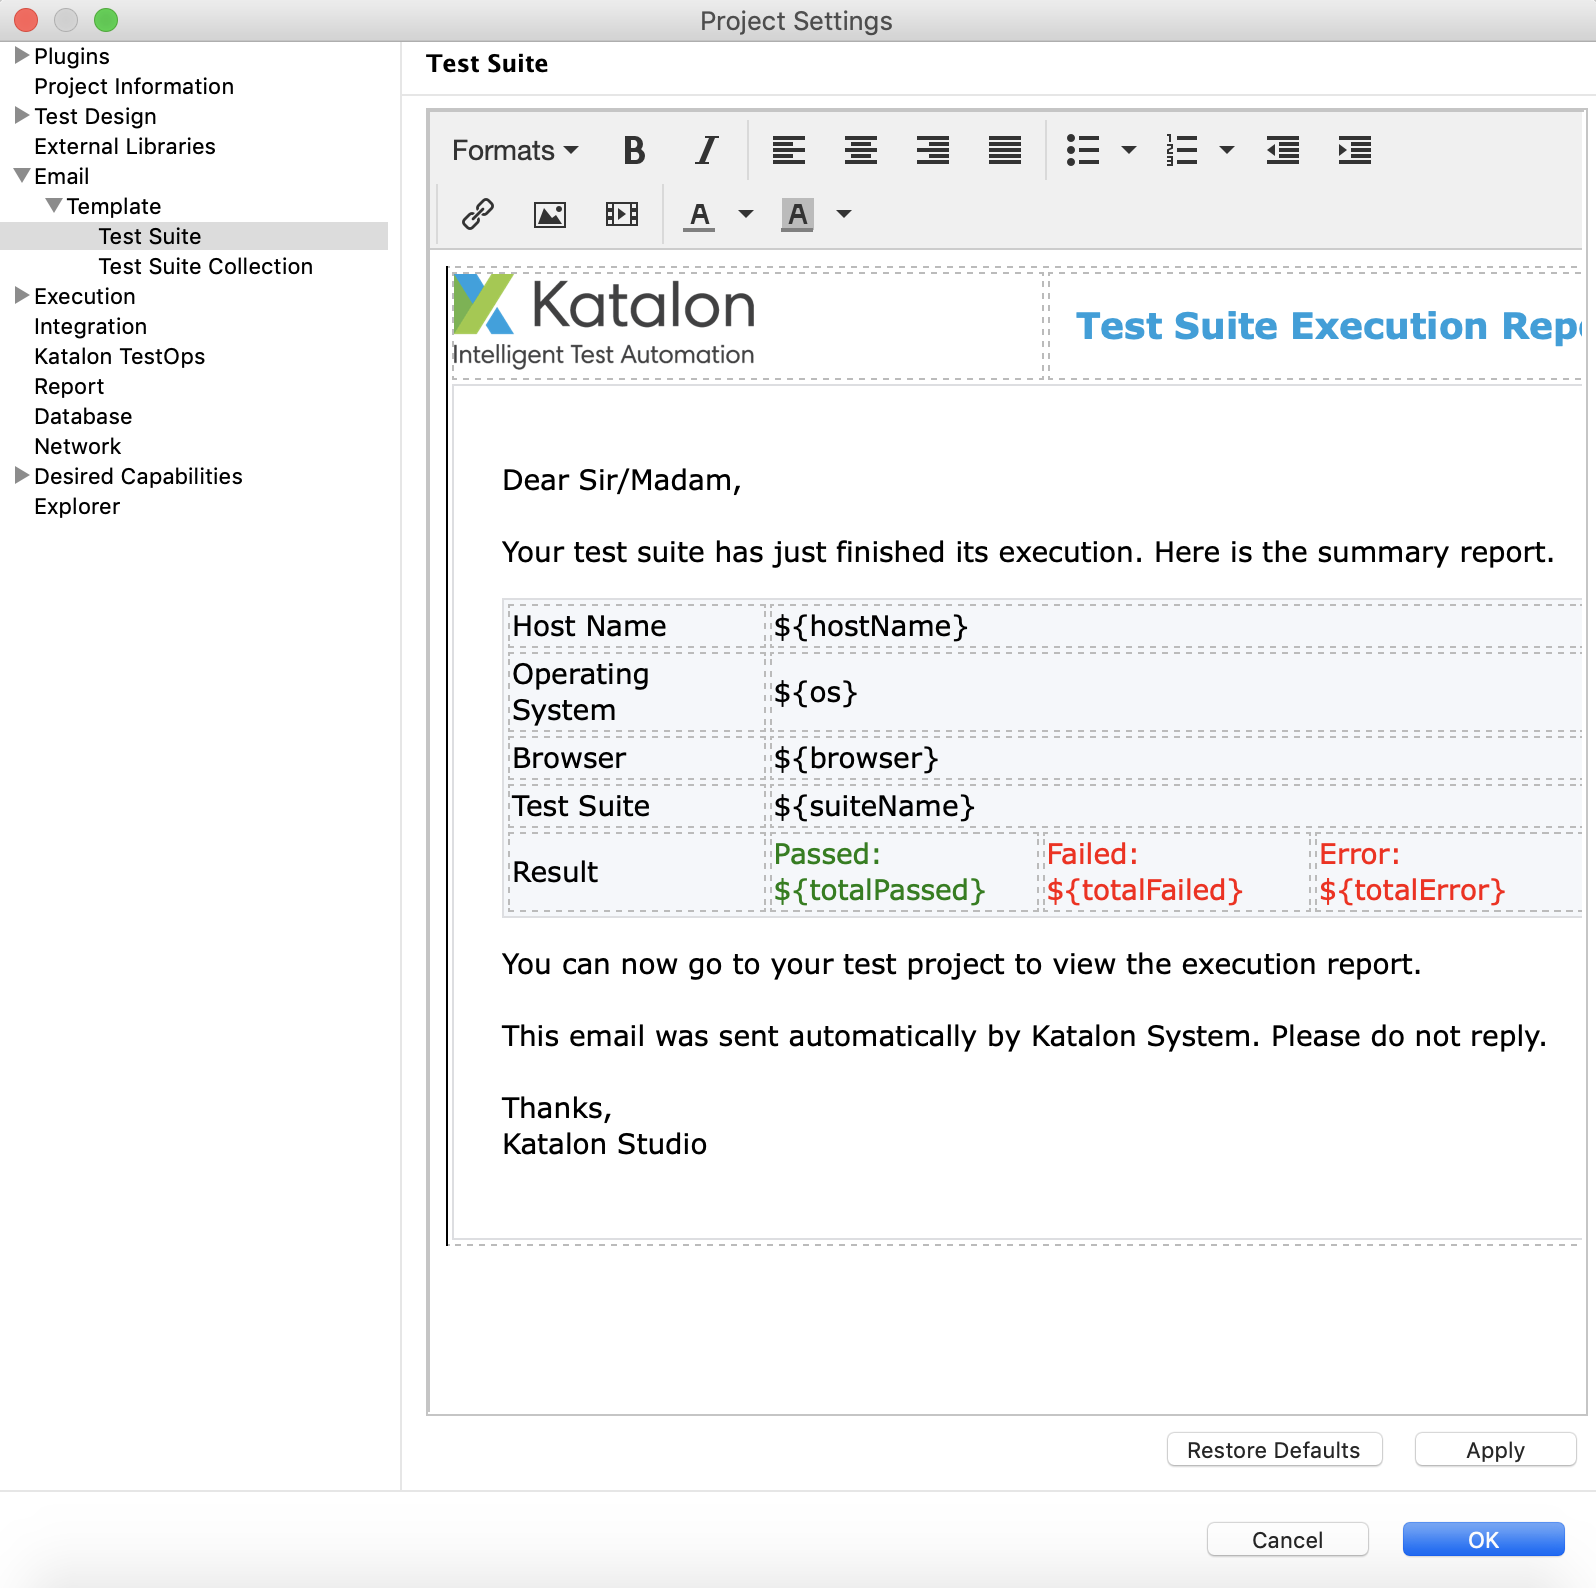 Project Settings
Plugins
Project Information
Test Design
External Libraries
Email
Template
Test Suite
Test Suite Collection
Execution
Integration
Katalon TestOps
Report
Database
Network
Desired Capabilities
Explorer
Test Suite
Formats
B I
A A
Katalon
Intelligent Test Automation
Test Suite Execution Repo
Dear Sir/Madam,
Your test suite has just finished its execution. Here is the summary report.
Host Name ${hostName}
Operating
System ${os}
Browser ${browser}
Test Suite ${suiteName}
Result
Passed:
${totalPassed}
Failed:
${totalFailed}
Error:
${totalError}
You can now go to your test project to view the execution report.
This email was sent automatically by Katalon System. Please do not reply.
Thanks,
Katalon Studio
Restore Defaults Apply
Cancel OK